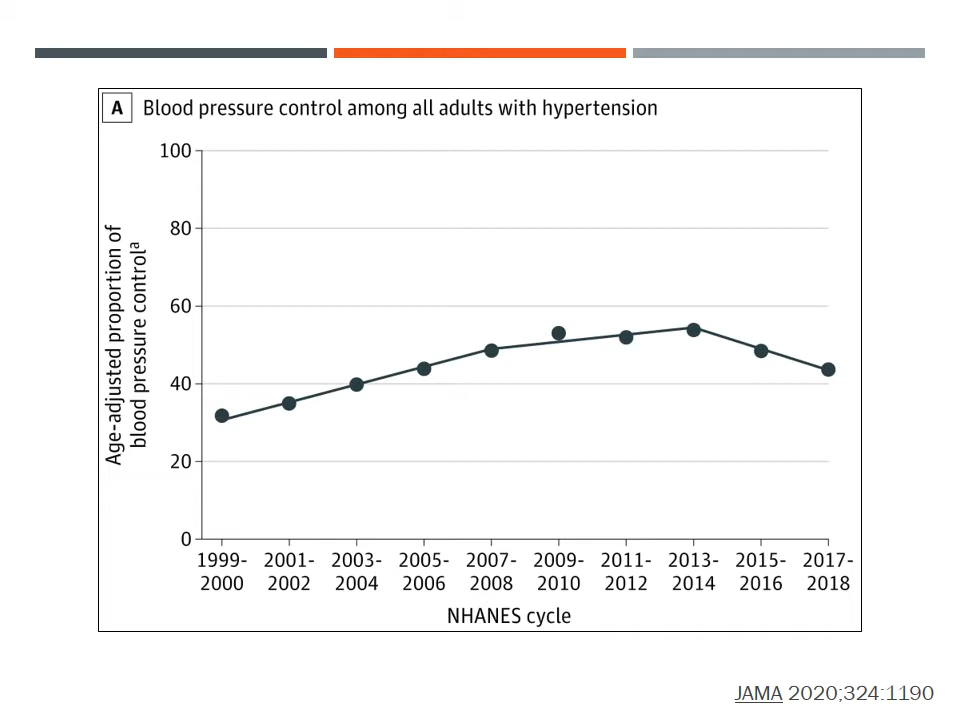 A Blood pressure control among all adults with hypertension
100
80
60
40
20
0
Age-adjusted proportion of
blood pressure controlᵃ
1999- 2001- 2003- 2005- 2007- 2009- 2011- 2013- 2015- 2017-
2000 2002 2004 2006 2008 2010 2012 2014 2016 2018
NHANES cycle
JAMA 2020;324:1190